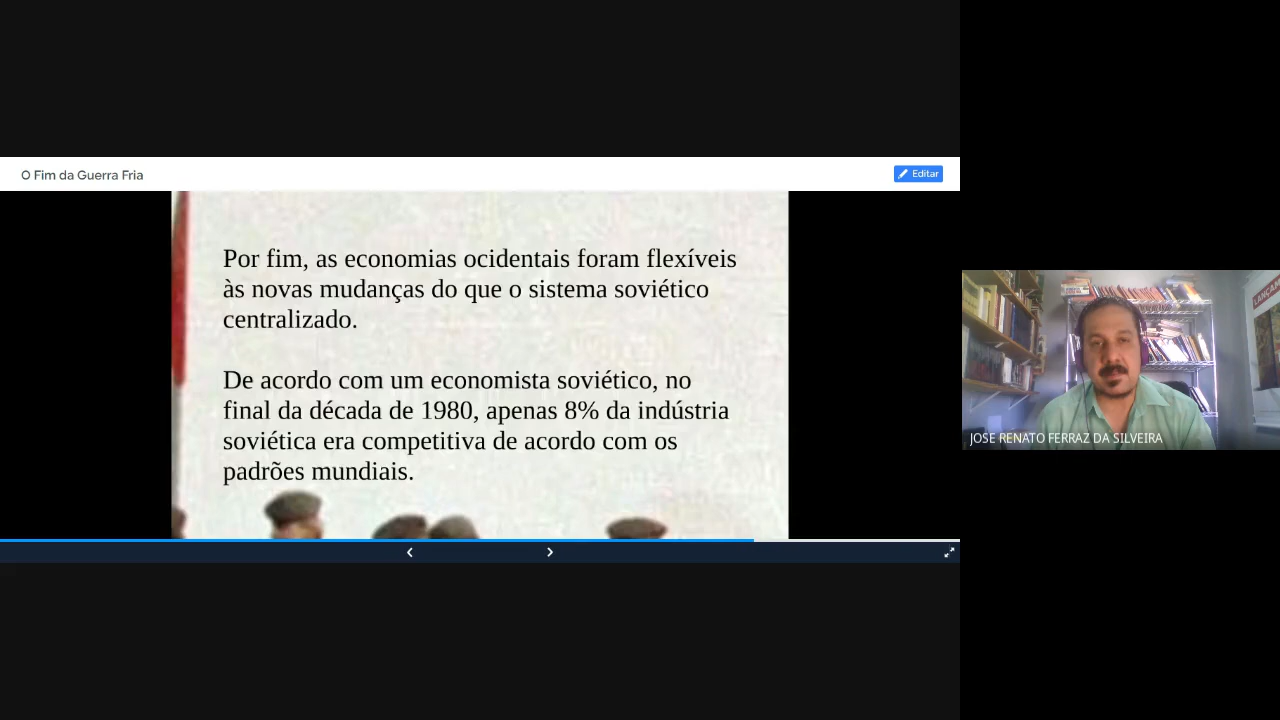 O Fim da Guerra Fria
Editar
Por fim, as economias ocidentais foram flexíveis
às novas mudanças do que o sistema soviético
centralizado.
De acordo com um economista soviético, no
final da década de 1980, apenas 8% da indústria
soviética era competitiva de acordo com os
padrões mundiais.
JOSE RENATO FERRAZ DA SILVEIRA